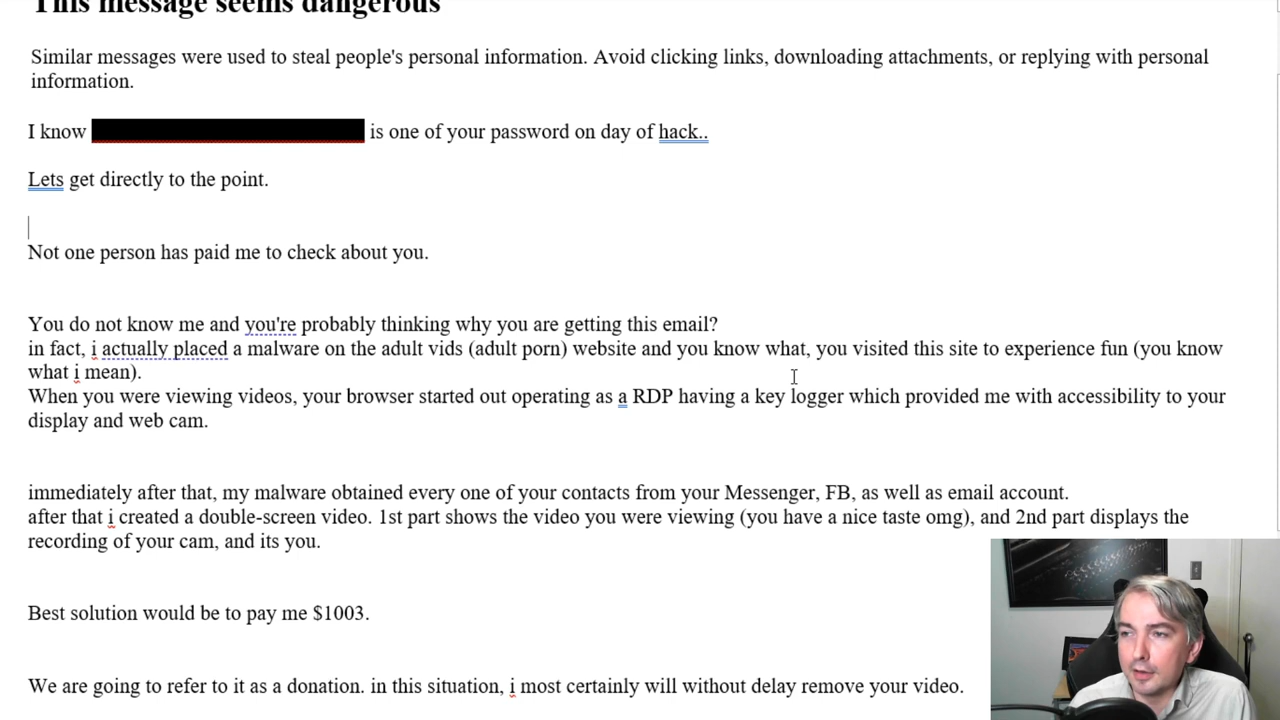 This message seems dangerous
Similar messages were used to steal people's personal information. Avoid clicking links, downloading attachments, or replying with personal
information.
I know is one of your password on day of hack..
Lets get directly to the point.
Not one person has paid me to check about you.
You do not know me and you're probably thinking why you are getting this email?
in fact, i actually placed a malware on the adult vids (adult porn) website and you know what, you visited this site to experience fun (you know
what i mean).
When you were viewing videos, your browser started out operating as a RDP having a key logger which provided me with accessibility to your
display and web cam.
immediately after that, my malware obtained every one of your contacts from your Messenger, FB, as well as email account.
after that i created a double-screen video. 1st part shows the video you were viewing (you have a nice taste omg), and 2nd part displays the
recording of your cam, and its you.
Best solution would be to pay me $1003.
We are going to refer to it as a donation. in this situation, i most certainly will without delay remove your video.